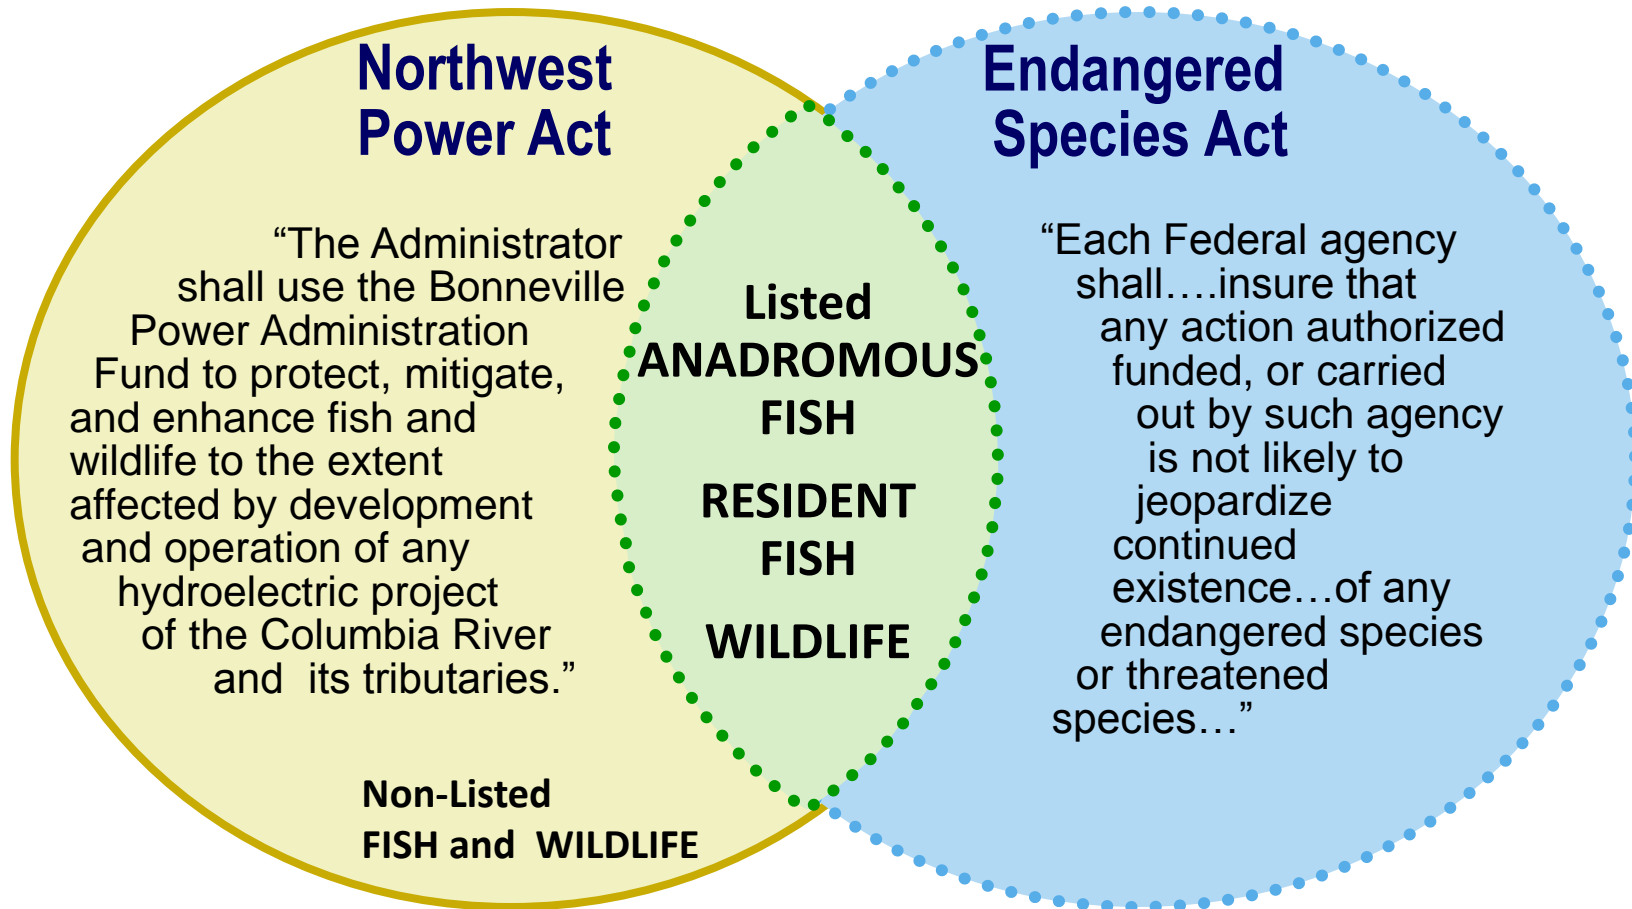 Northwest
Power Act
“The Administrator
shall use the Bonneville
Power Administration
Fund to protect, mitigate,
and enhance fish and
wildlife to the extent
affected by development
and operation of any
hydroelectric project
of the Columbia River
and its tributaries.”
Non-Listed
FISH and WILDLIFE
Listed
ANADROMOUS
FISH
RESIDENT
FISH
WILDLIFE
Endangered
Species Act
“Each Federal agency
shall….insure that
any action authorized
funded, or carried
out by such agency
is not likely to
jeopardize
continued
existence…of any
endangered species
or threatened
species…”